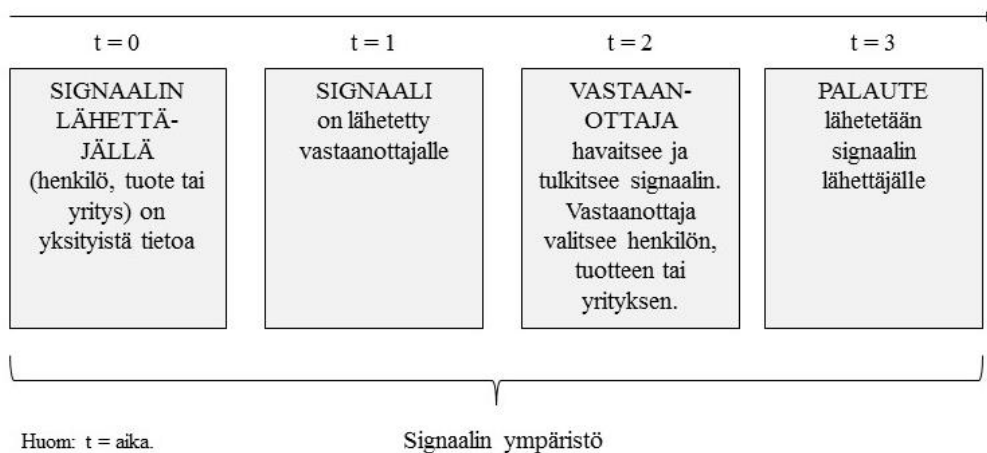 t = 0
t = 1
t = 2
t = 3
SIGNAALIN
LÄHETTÄ-
JÄLLÄ
(henkilö, tuote tai
yritys) on
yksityistä tietoa
SIGNAALI
on lähetetty
vastaanottajalle
VASTAAN-
OTTAJA
havaitsee ja
tulkitsee signaalin.
Vastaanottaja
valitsee henkilön,
tuotteen tai
yrityksen.
PALAUTE
lähetetään
signaalin
lähettäjälle
Huom: t = aika.
Signaalin ympäristö